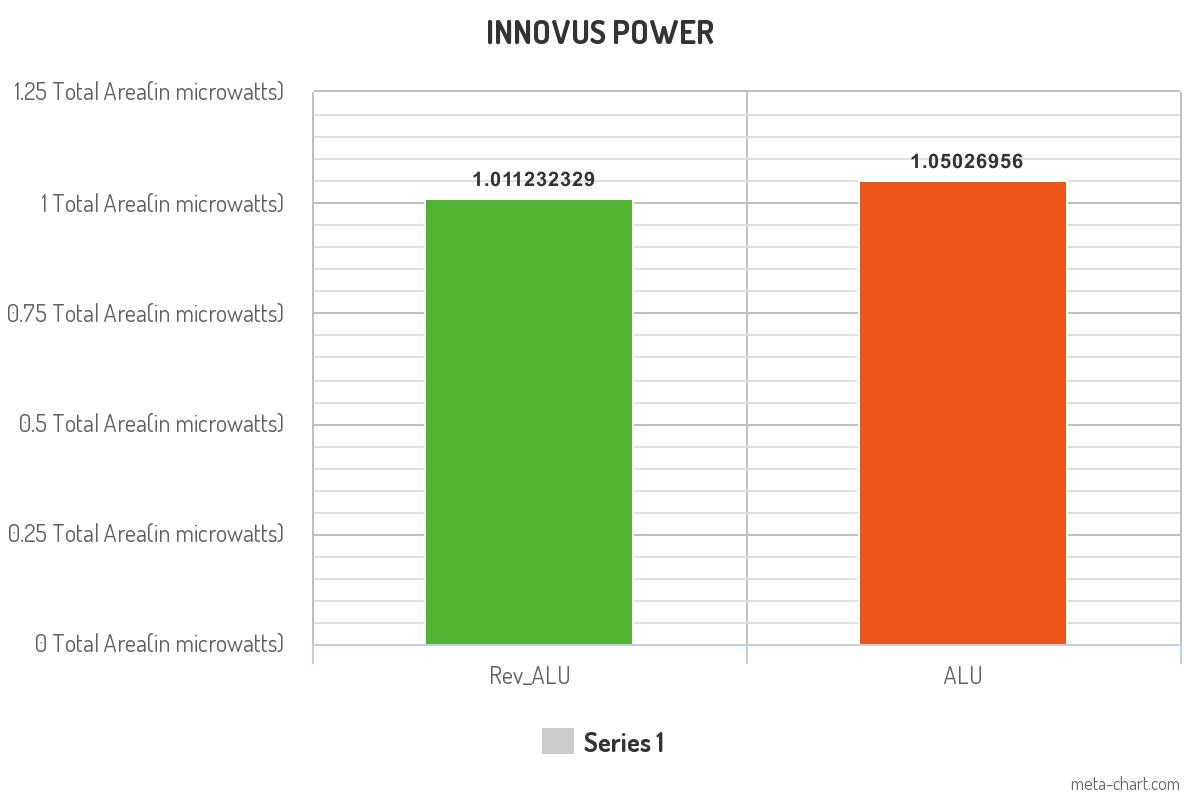 INNOVUS POWER
1.25 Total Area(in microwatts)
1 Total Area(in microwatts)
0.75 Total Area(in microwatts)
0.5 Total Area(in microwatts)
0.25 Total Area(in microwatts)
0 Total Area(in microwatts)
1.011232329
1.05026956
Rev_ALU
ALU
Series 1
meta-chart.com